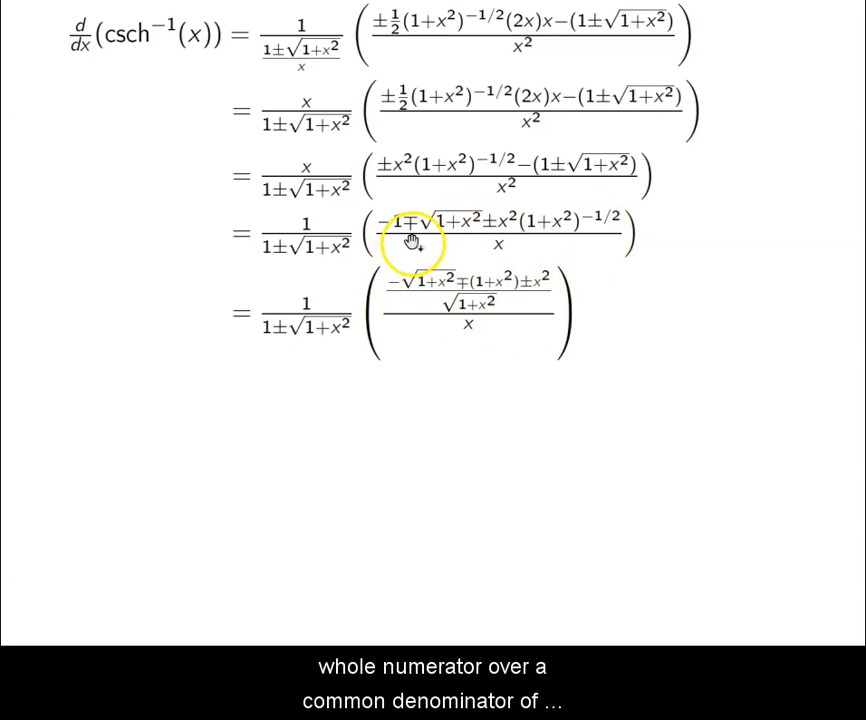 d/dx(csch⁻¹(x)) = 1/((1±√(1+x²))/x) ((±½(1+x²)^(−1/2)(2x)x−(1±√(1+x²)))/x²)
= x/(1±√(1+x²)) ((±½(1+x²)^(−1/2)(2x)x−(1±√(1+x²)))/x²)
= x/(1±√(1+x²)) ((±x²(1+x²)^(−1/2)−(1±√(1+x²)))/x²)
= 1/(1±√(1+x²)) ((−1∓√(1+x²)±x²(1+x²)^(−1/2))/x)
= 1/(1±√(1+x²)) (((−√(1+x²)∓(1+x²)±x²)/√(1+x²))/x)
whole numerator over a
common denominator of ...